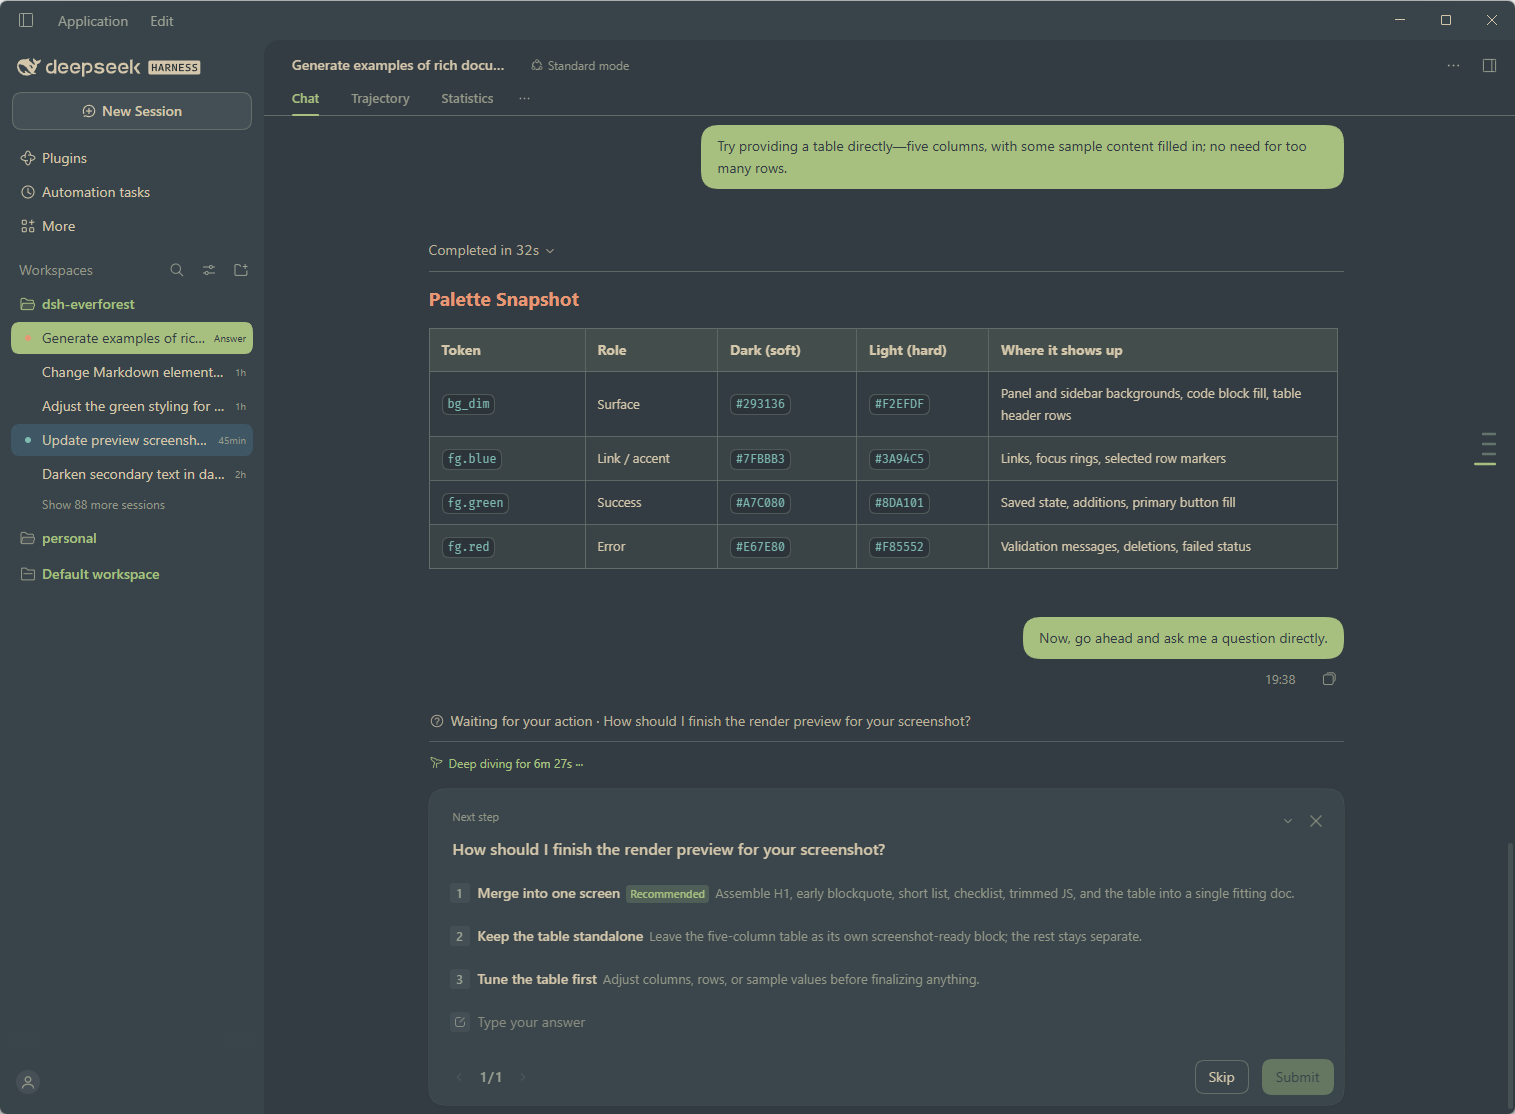 Application Edit
deepseek HARNESS
New Session
Plugins
Automation tasks
More
Workspaces
dsh-everforest
Generate examples of ric... Answer
Change Markdown element... 1h
Adjust the green styling for ... 1h
Update preview screensh... 45min
Darken secondary text in da... 2h
Show 88 more sessions
personal
Default workspace
Generate examples of rich docu... Standard mode
Chat Trajectory Statistics
Try providing a table directly—five columns, with some sample content filled in; no need for too
many rows.
Completed in 32s
Palette Snapshot
Token Role Dark (soft) Light (hard) Where it shows up
bg_dim Surface #293136 #F2EFDF Panel and sidebar backgrounds, code block fill, table
header rows
fg.blue Link / accent #7FBBB3 #3A94C5 Links, focus rings, selected row markers
fg.green Success #A7C080 #8DA101 Saved state, additions, primary button fill
fg.red Error #E67E80 #F85552 Validation messages, deletions, failed status
Now, go ahead and ask me a question directly.
19:38
Waiting for your action · How should I finish the render preview for your screenshot?
Deep diving for 6m 27s ...
Next step
How should I finish the render preview for your screenshot?
1 Merge into one screen Recommended Assemble H1, early blockquote, short list, checklist, trimmed JS, and the table into a single fitting doc.
2 Keep the table standalone Leave the five-column table as its own screenshot-ready block; the rest stays separate.
3 Tune the table first Adjust columns, rows, or sample values before finalizing anything.
Type your answer
1/1
Skip Submit